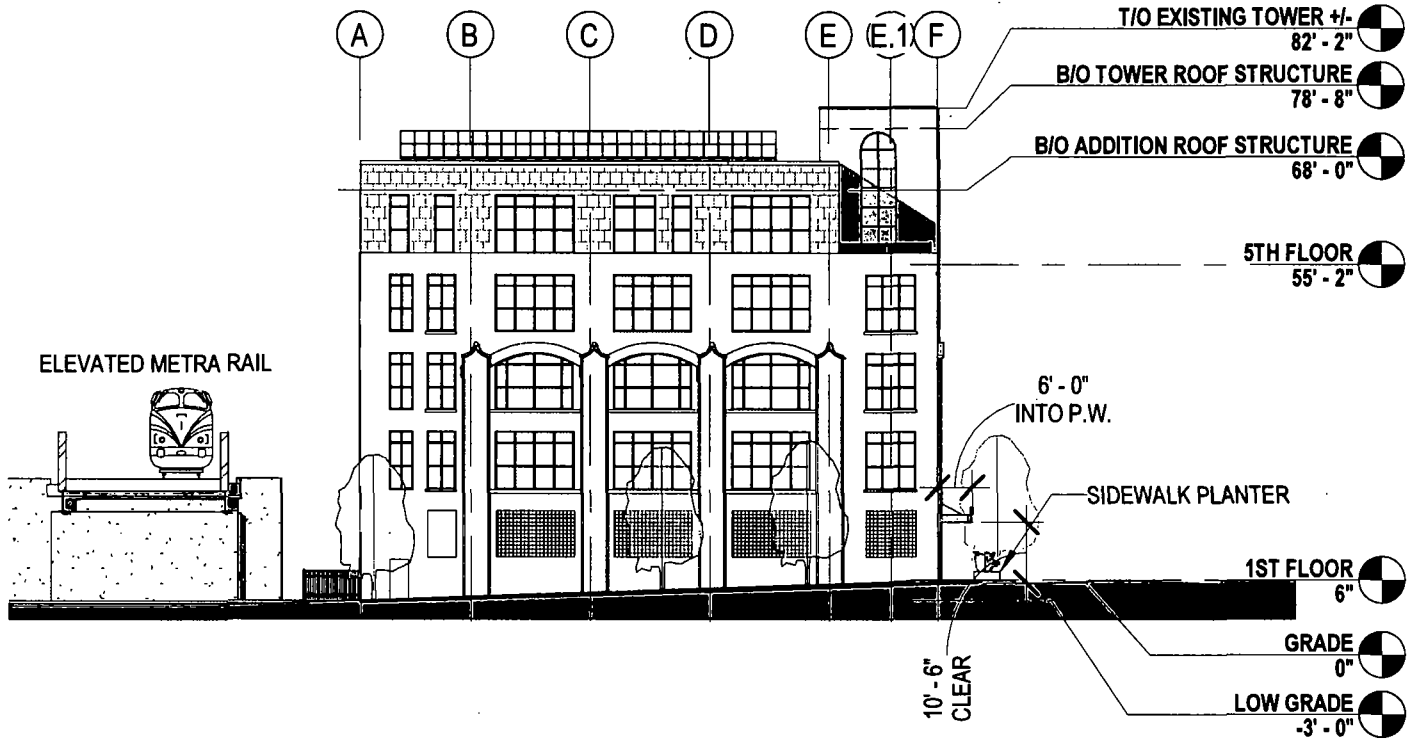 A B C D E (E.1) F
T/O EXISTING TOWER +/-
82' - 2"
B/O TOWER ROOF STRUCTURE
78' - 8"
B/O ADDITION ROOF STRUCTURE
68' - 0"
5TH FLOOR
55' - 2"
ELEVATED METRA RAIL
6' - 0"
INTO P.W.
SIDEWALK PLANTER
1ST FLOOR
6"
10' - 6"
CLEAR
GRADE
0"
LOW GRADE
-3' - 0"